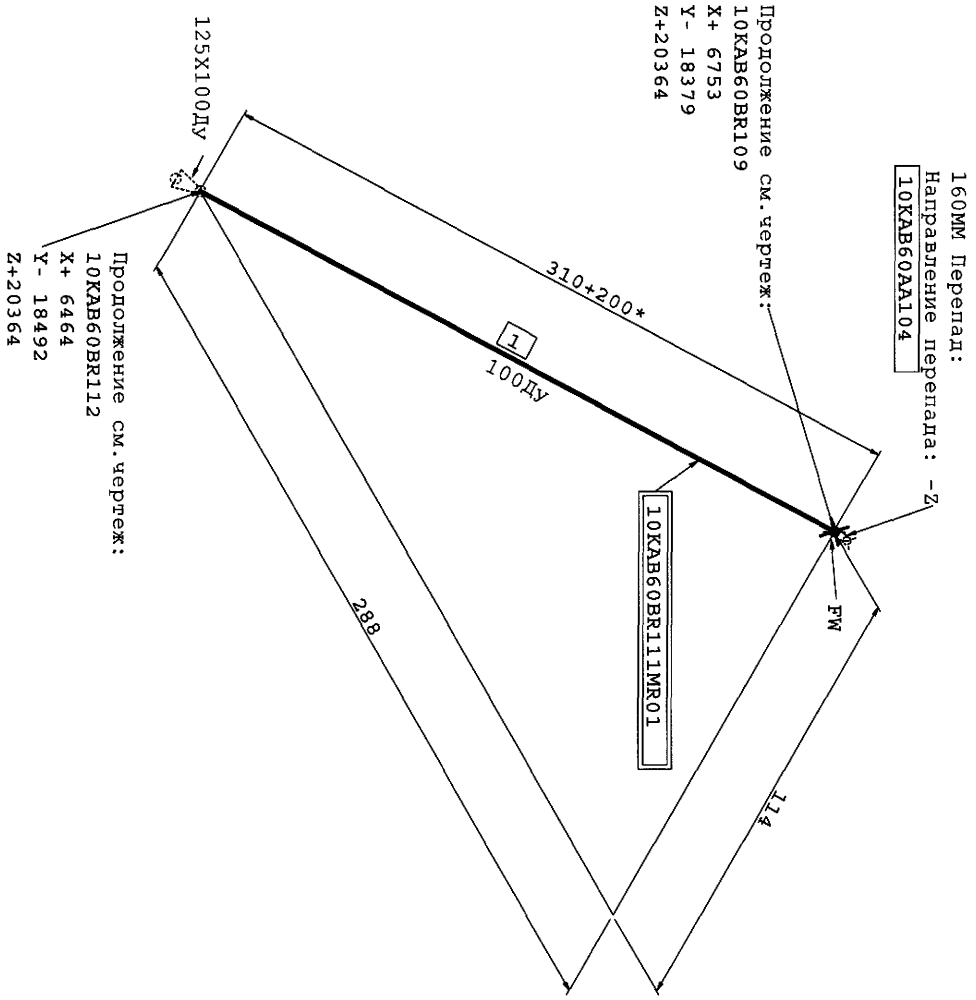 160ММ Перепад:
Направление перепада: -Z
10KAB60AA104
Продолжение см.чертеж:
10KAB60BR109
X+ 6753
Y- 18379
Z+20364
125X100Ду
310+200*
1
100ДУ
FW
10KAB60BR111MR01
114
288
Продолжение см.чертеж:
10KAB60BR112
X+ 6464
Y- 18492
Z+20364